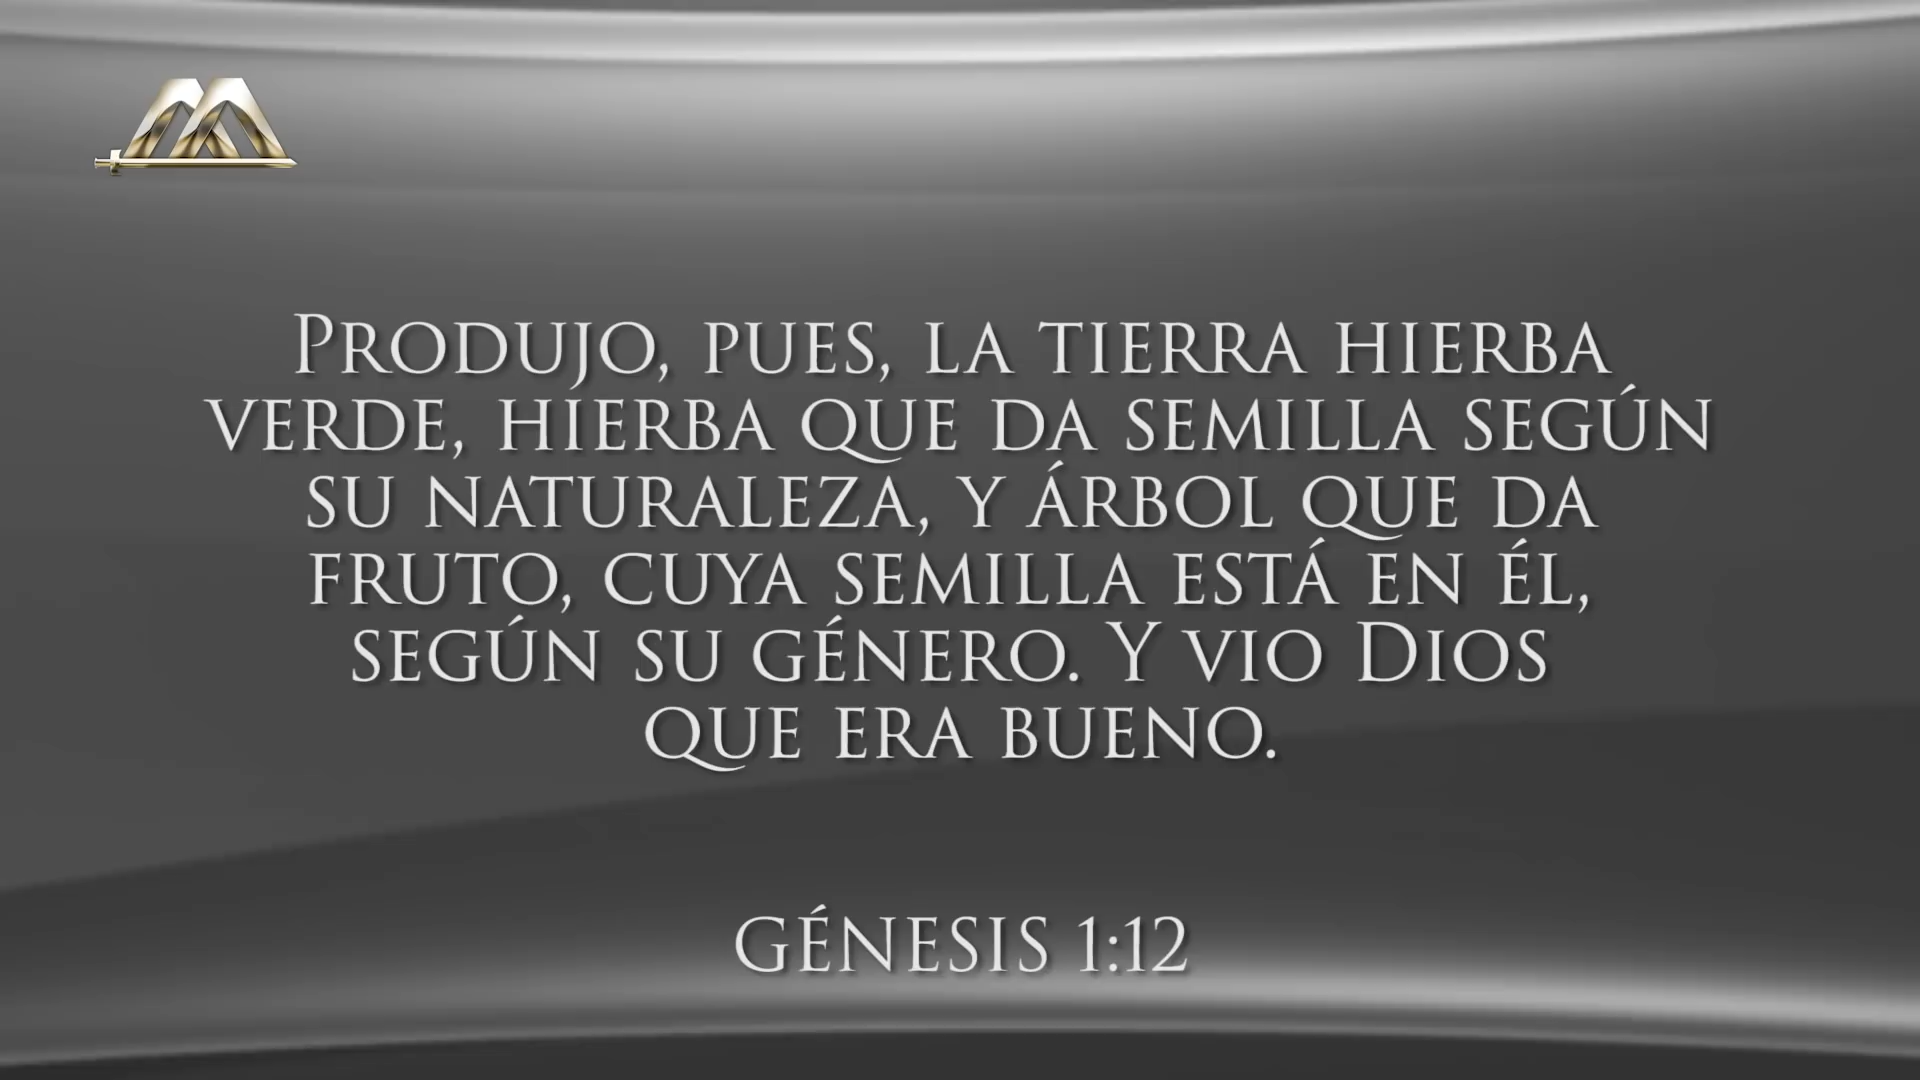 Produjo, pues, la tierra hierba
verde, hierba que da semilla según
su naturaleza, y árbol que da
fruto, cuya semilla está en él,
según su género. Y vio Dios
que era bueno.
GÉNESIS 1:12